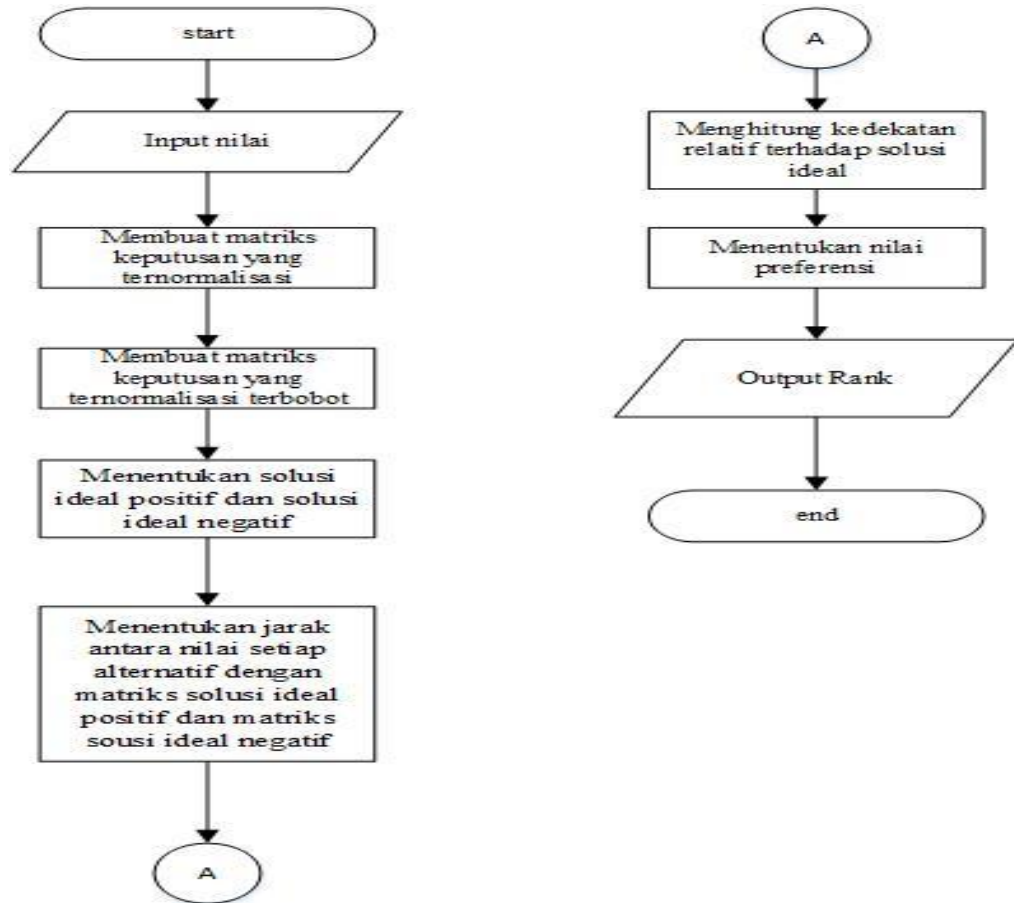 start
Input nilai
Membuat matriks
keputusan yang
ternormalisasi
Membuat matriks
keputusan yang
ternormalisasi terbobot
Menentukan solusi
ideal positif dan solusi
ideal negatif
Menentukan jarak
antara nilai setiap
alternatif dengan
matriks solusi ideal
positif dan matriks
sousi ideal negatif
A
A
Menghitung kedekatan
relatif terhadap solusi
ideal
Menentukan nilai
preferensi
Output Rank
end